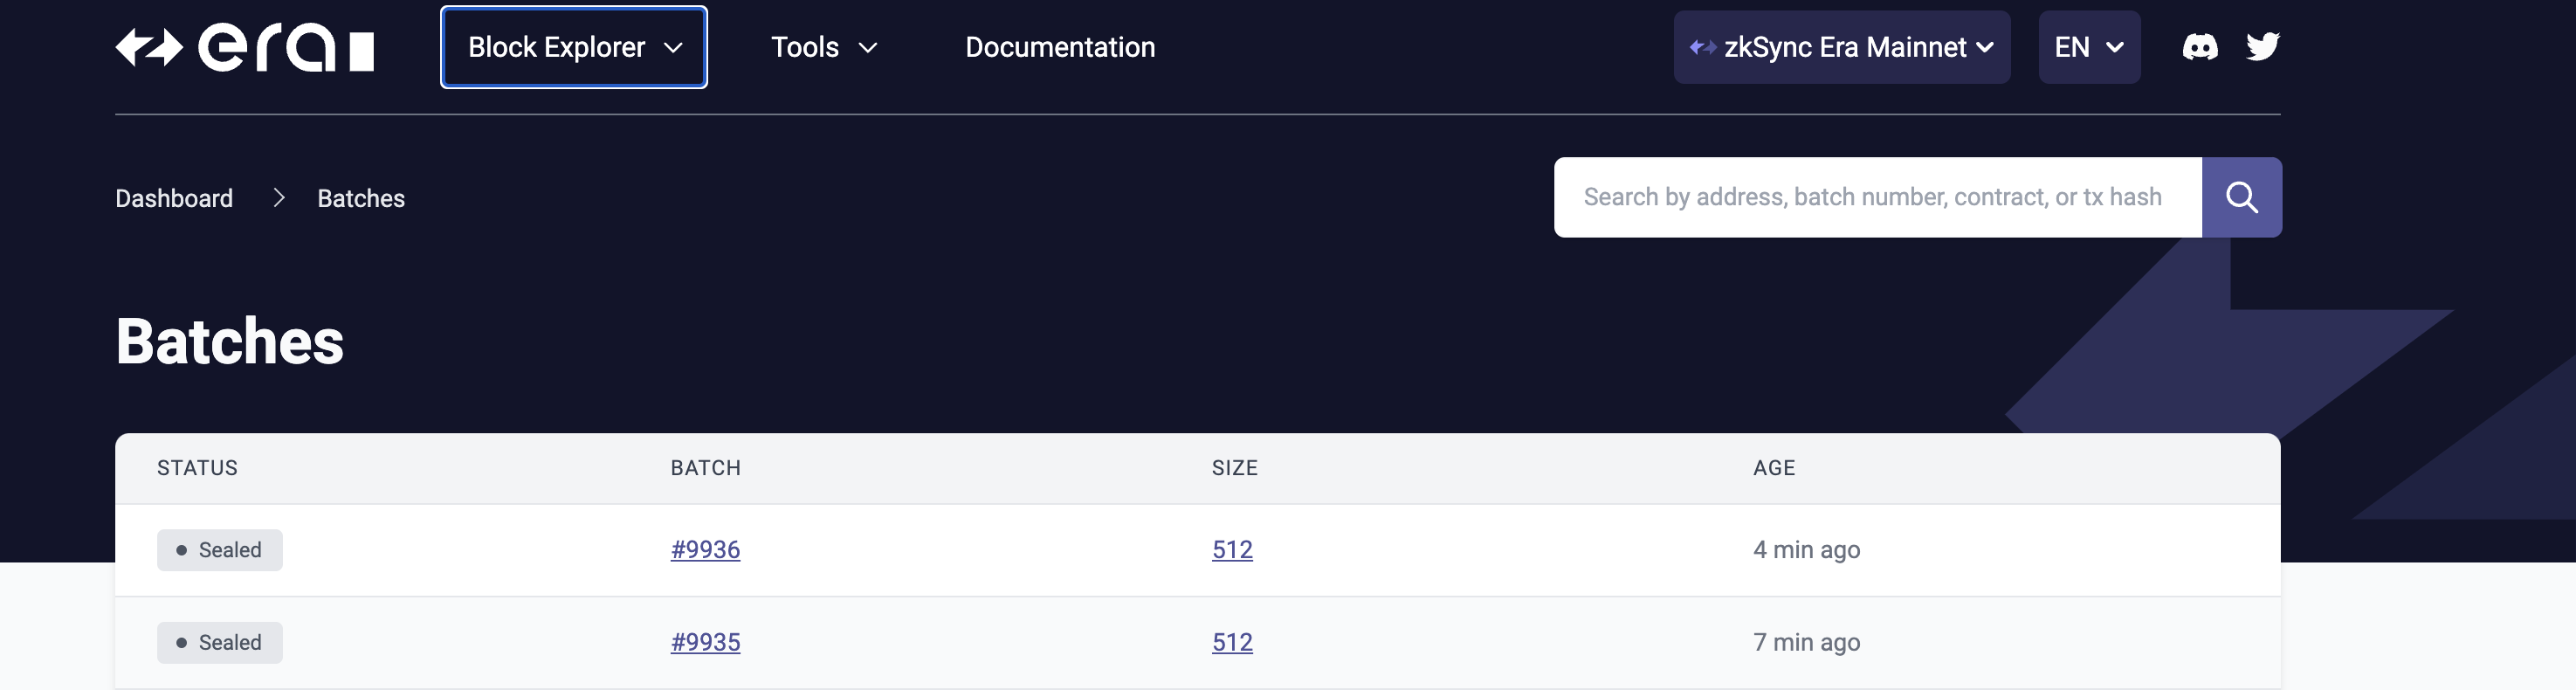 era
Block Explorer
Tools
Documentation
zkSync Era Mainnet
EN
Dashboard
Batches
Search by address, batch number, contract, or tx hash
Batches
STATUS BATCH SIZE AGE
Sealed #9936 512 4 min ago
Sealed #9935 512 7 min ago